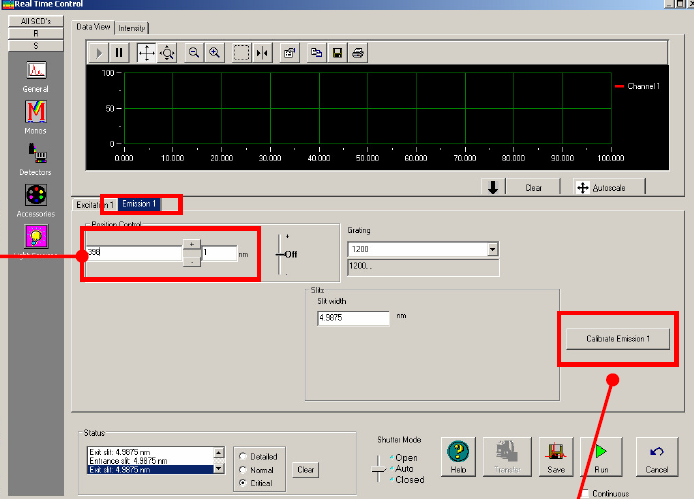 Real Time Control
All SCD's
R
S
General
Monos
Detectors
Accessories
Data View
Intensity
100
50
0
0.000 10.000 20.000 30.000 40.000 50.000 60.000 70.000 80.000 90.000 100.000
Channel 1
Clear
Autoscale
Excitation 1
Emission 1
Position Control
398
1
nm
+
-
+
Off
-
Grating
1200
1200...
Slits
Slit width
4.9875
nm
Calibrate Emission 1
Status
Exit slit: 4.9875 nm
Entrance slit: 4.9875 nm
Exit slit: 4.9875 nm
Detailed
Normal
Critical
Clear
Shutter Mode
Open
Auto
Closed
Help
Transfer
Save
Run
Cancel
Continuous